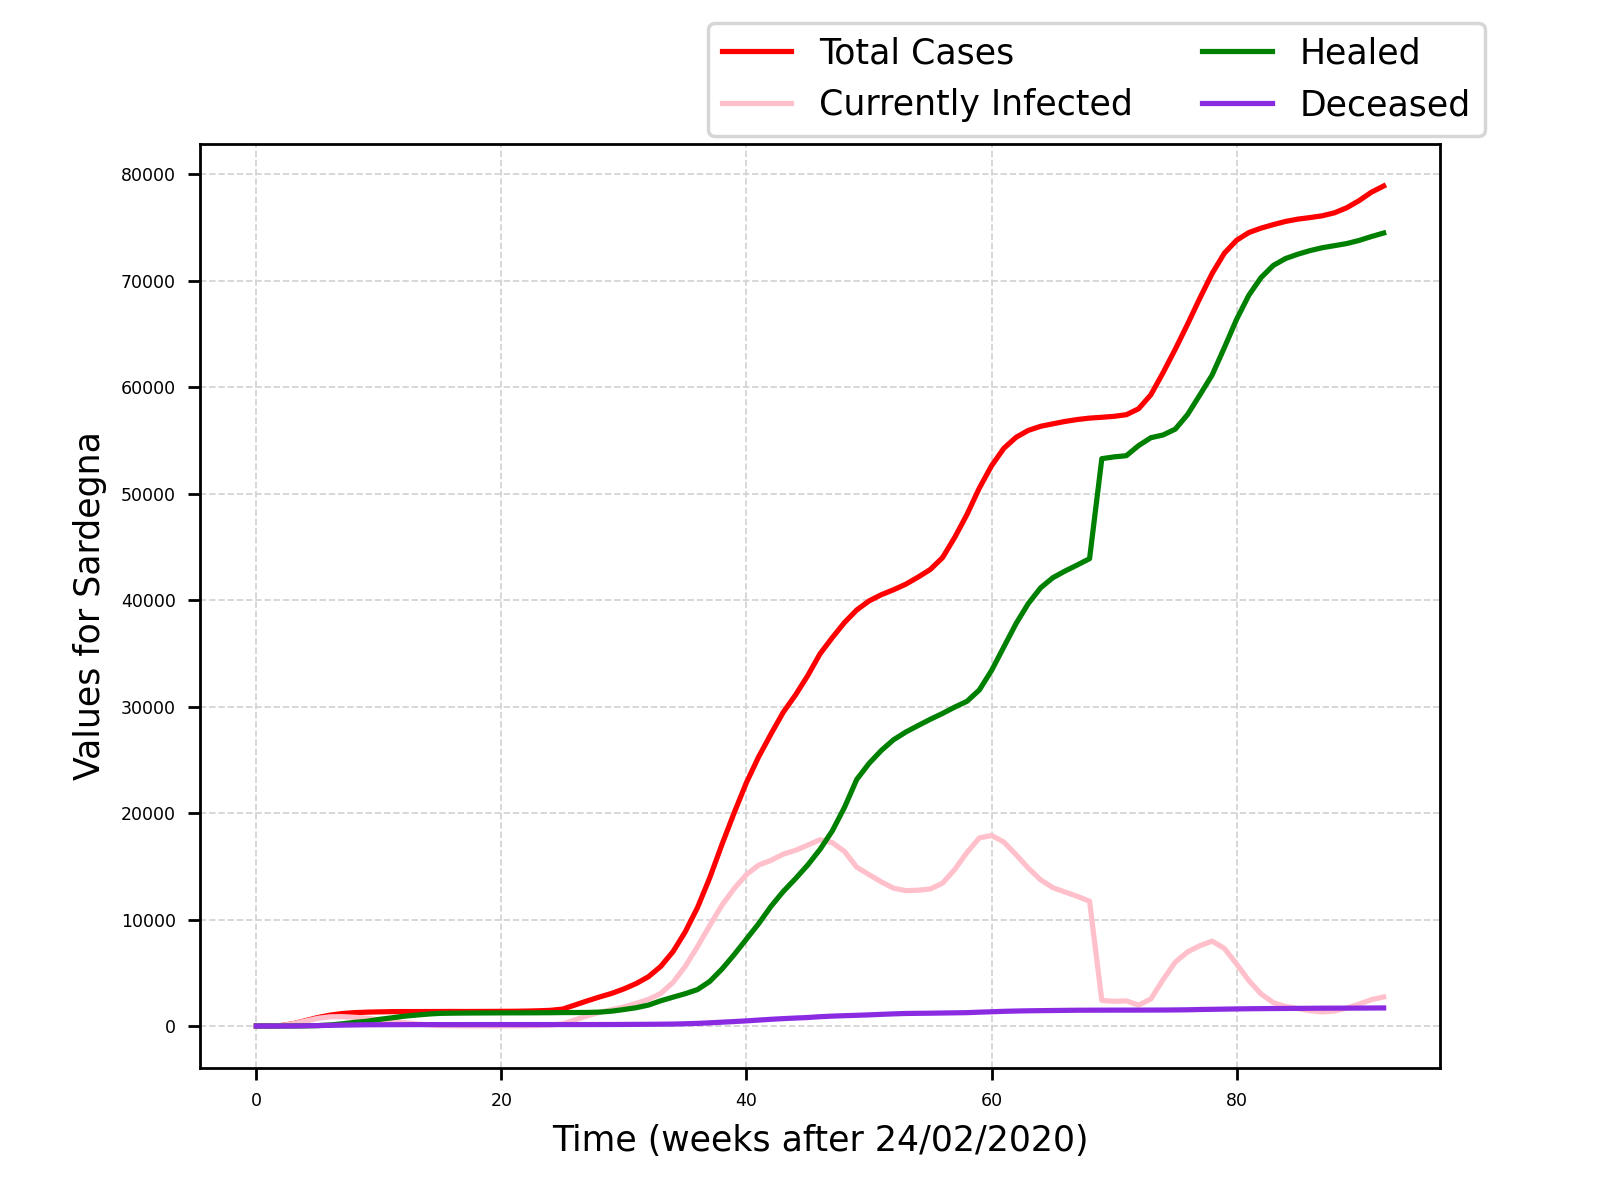 Total Cases
Currently Infected
Healed
Deceased
80000
70000
60000
50000
40000
30000
20000
10000
0
Values for Sardegna
0 20 40 60 80
Time (weeks after 24/02/2020)